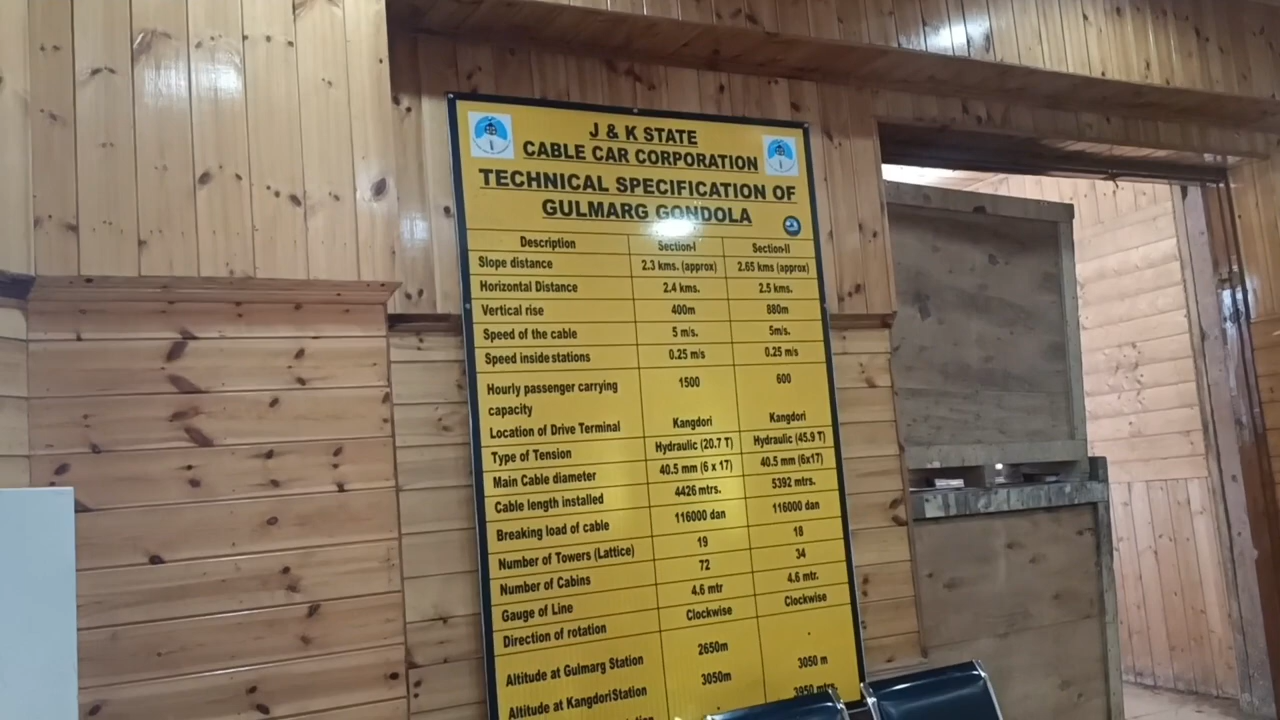 J & K STATE
CABLE CAR CORPORATION
TECHNICAL SPECIFICATION OF
GULMARG GONDOLA
Description Section-I Section-II
Slope distance 2.3 kms. (approx) 2.65 kms (approx)
Horizontal Distance 2.4 kms. 2.5 kms.
Vertical rise 400m 880m
Speed of the cable 5 m/s. 5m/s.
Speed inside stations 0.25 m/s 0.25 m/s
Hourly passenger carrying 1500 600
capacity
Location of Drive Terminal Kangdori Kangdori
Type of Tension Hydraulic (20.7 T) Hydraulic (45.9 T)
Main Cable diameter 40.5 mm (6 x 17) 40.5 mm (6x17)
Cable length installed 4426 mtrs. 5392 mtrs.
Breaking load of cable 116000 dan 116000 dan
Number of Towers (Lattice) 19 18
Number of Cabins 72 34
Gauge of Line 4.6 mtr 4.6 mtr.
Direction of rotation Clockwise Clockwise
Altitude at Gulmarg Station 2650m .
Altitude at Kangdori Station 3050m 3050 m
3950 mtrs.